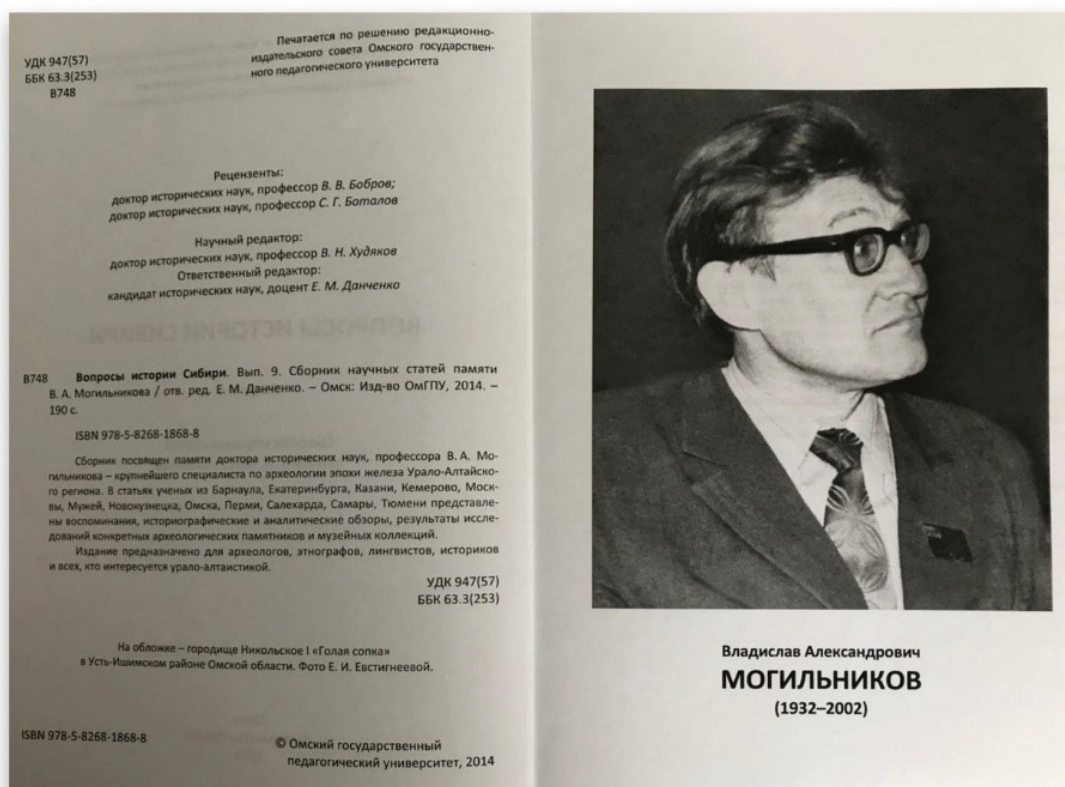 УДК 947(57)
ББК 63.3(253)
В748
Печатается по решению редакционно-
издательского совета Омского государствен-
ного педагогического университета
Рецензенты:
доктор исторических наук, профессор В. В. Бобров;
доктор исторических наук, профессор С. Г. Боталов
Научный редактор:
доктор исторических наук, профессор В. Н. Худяков
Ответственный редактор:
кандидат исторических наук, доцент Е. М. Данченко
В748 Вопросы истории Сибири. Вып. 9. Сборник научных статей памяти
В. А. Могильникова / отв. ред. Е. М. Данченко. – Омск: Изд-во ОмГПУ, 2014. –
190 с.
ISBN 978-5-8268-1868-8
Сборник посвящен памяти доктора исторических наук, профессора В. А. Мо-
гильникова – крупнейшего специалиста по археологии эпохи железа Урало-Алтайско-
го региона. В статьях ученых из Барнаула, Екатеринбурга, Казани, Кемерово, Моск-
вы, Мужей, Новокузнецка, Омска, Перми, Салехарда, Самары, Тюмени представле-
ны воспоминания, историографические и аналитические обзоры, результаты иссле-
дований конкретных археологических памятников и музейных коллекций.
Издание предназначено для археологов, этнографов, лингвистов, историков
и всех, кто интересуется урало-алтаистикой.
УДК 947(57)
ББК 63.3(253)
На обложке – городище Никольское I «Голая сопка»
в Усть-Ишимском районе Омской области. Фото Е. И. Евстигнеевой.
ISBN 978-5-8268-1868-8
© Омский государственный
педагогический университет, 2014
Владислав Александрович
МОГИЛЬНИКОВ
(1932–2002)